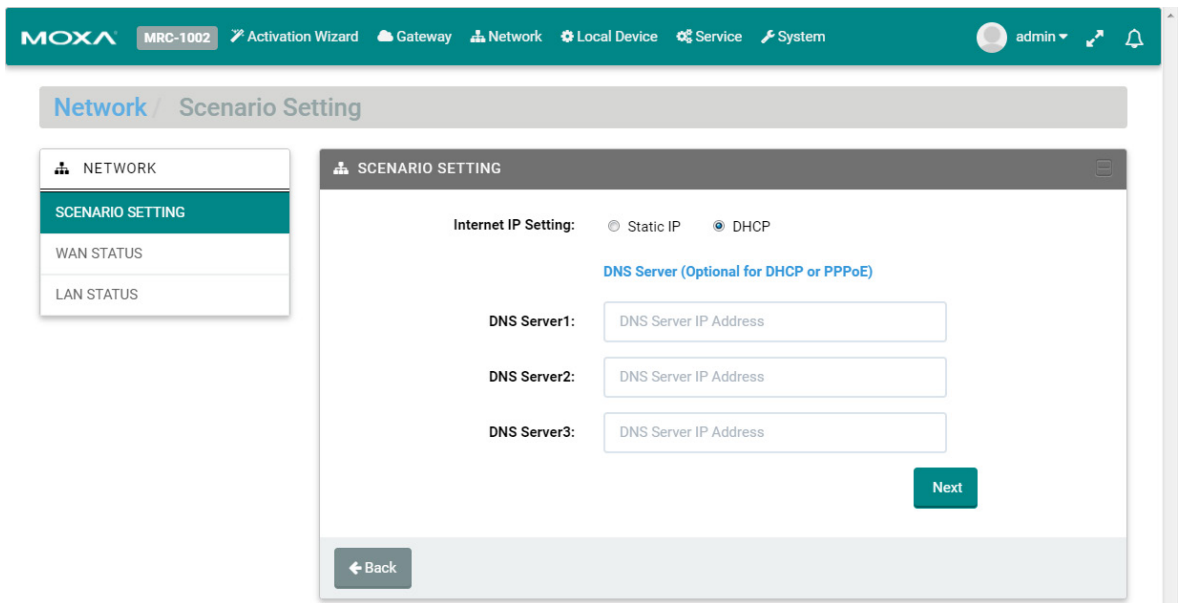 MOXA MRC-1002 Activation Wizard Gateway Network Local Device Service System admin
Network / Scenario Setting
NETWORK
SCENARIO SETTING
WAN STATUS
LAN STATUS
SCENARIO SETTING
Internet IP Setting: Static IP DHCP
DNS Server (Optional for DHCP or PPPoE)
DNS Server1: DNS Server IP Address
DNS Server2: DNS Server IP Address
DNS Server3: DNS Server IP Address
Next
Back